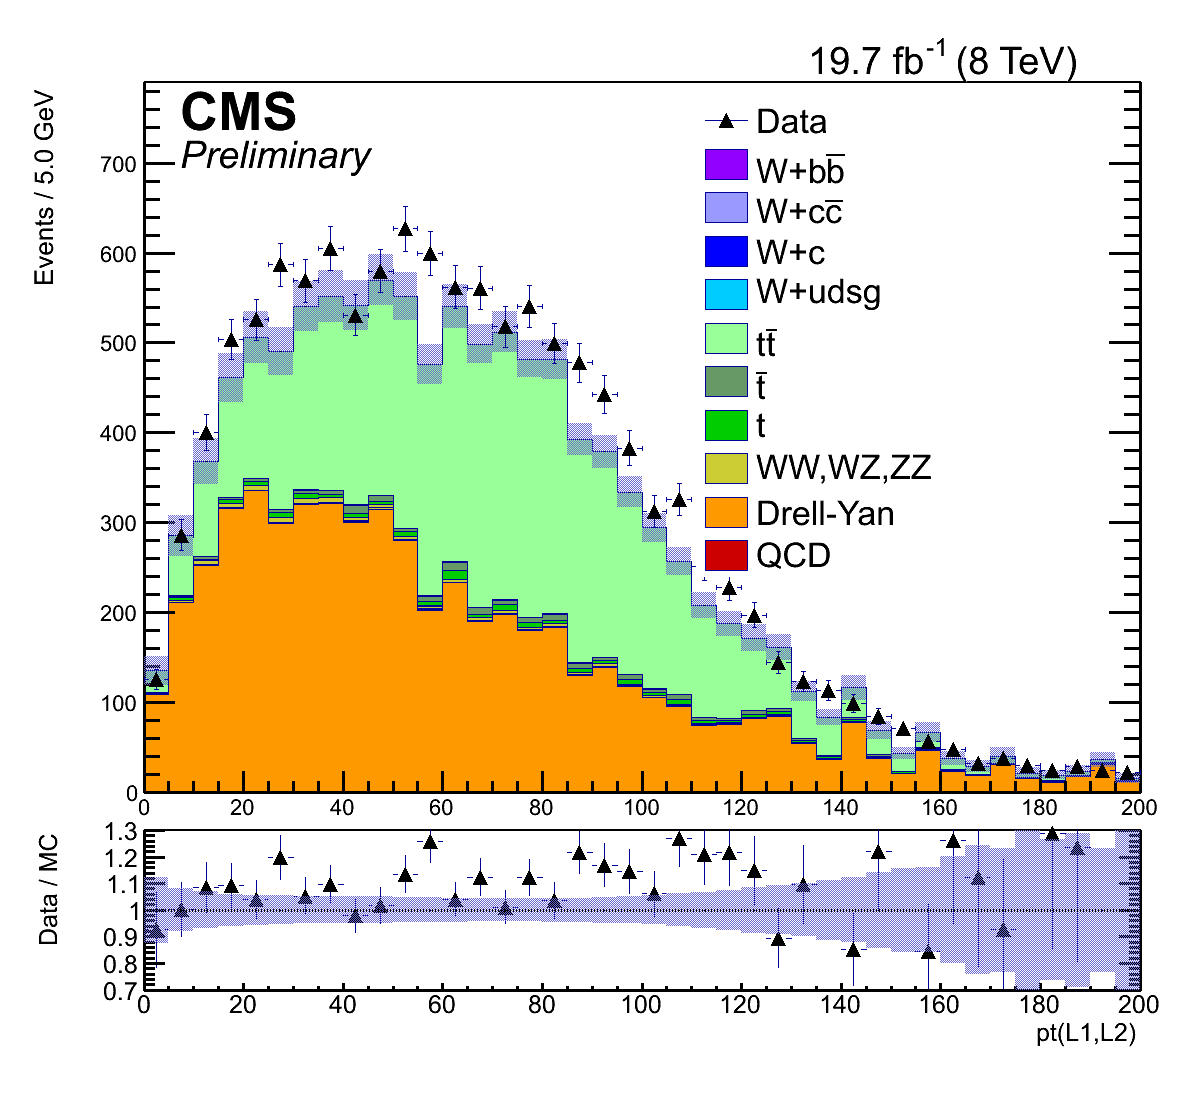 19.7 fb⁻¹ (8 TeV)
CMS
Preliminary
Events / 5.0 GeV
700
600
500
400
300
200
100
0
Data
W+bb̅
W+cc̅
W+c
W+udsg
tt̅
t̅
t
WW,WZ,ZZ
Drell-Yan
QCD
0 20 40 60 80 100 120 140 160 180 200
Data / MC
1.3
1.2
1.1
1
0.9
0.8
0.7
0 20 40 60 80 100 120 140 160 180 200
pt(L1,L2)